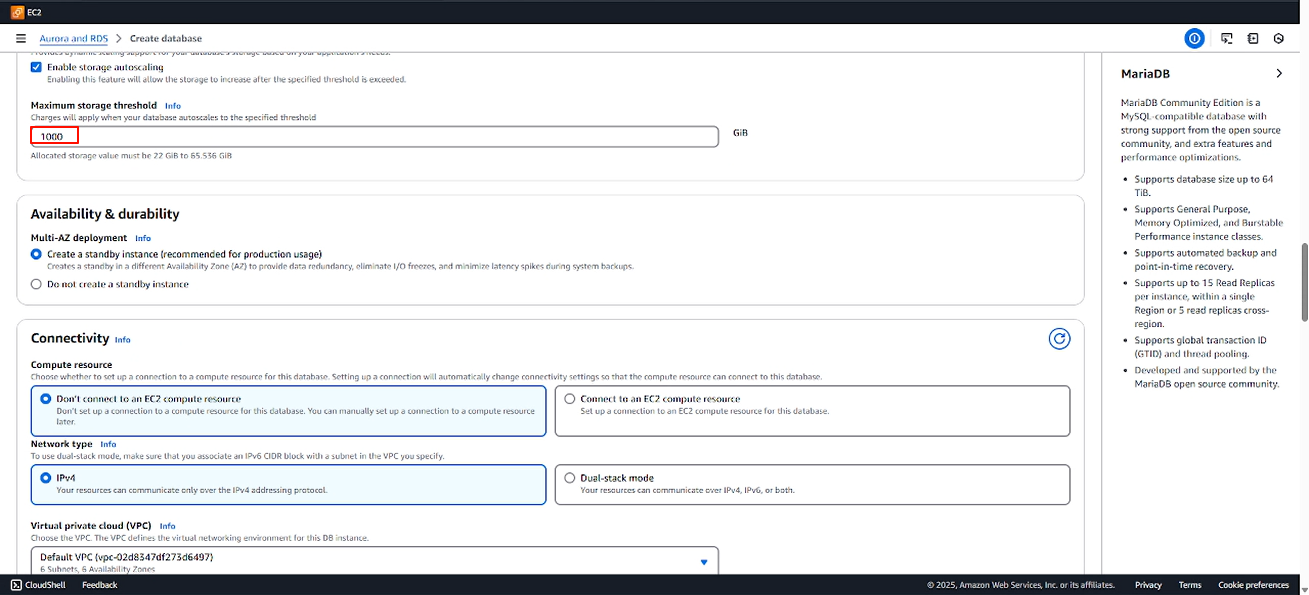 EC2
Aurora and RDS > Create database
Provides dynamic scaling support for your database's storage based on your application's needs.
Enable storage autoscaling
Enabling this feature will allow the storage to increase after the specified threshold is exceeded.
Maximum storage threshold Info
Charges will apply when your database autoscales to the specified threshold
1000 GiB
Allocated storage value must be 22 GiB to 65.536 GiB
Availability & durability
Multi-AZ deployment Info
Create a standby instance (recommended for production usage)
Creates a standby in a different Availability Zone (AZ) to provide data redundancy, eliminate I/O freezes, and minimize latency spikes during system backups.
Do not create a standby instance
Connectivity Info
Compute resource
Choose whether to set up a connection to a compute resource for this database. Setting up a connection will automatically change connectivity settings so that the compute resource can connect to this database.
Don't connect to an EC2 compute resource
Don't set up a connection to a compute resource for this database. You can manually set up a connection to a compute resource
later.
Connect to an EC2 compute resource
Set up a connection to an EC2 compute resource for this database.
Network type Info
To use dual-stack mode, make sure that you associate an IPv6 CIDR block with a subnet in the VPC you specify.
IPv4
Your resources can communicate only over the IPv4 addressing protocol.
Dual-stack mode
Your resources can communicate over IPv4, IPv6, or both.
Virtual private cloud (VPC) Info
Choose the VPC. The VPC defines the virtual networking environment for this DB instance.
Default VPC (vpc-02d8347df273d6497)
6 Subnets, 6 Availability Zones
MariaDB
MariaDB Community Edition is a
MySQL-compatible database with
strong support from the open source
community, and extra features and
performance optimizations.
• Supports database size up to 64
TiB.
• Supports General Purpose,
Memory Optimized, and Burstable
Performance instance classes.
• Supports automated backup and
point-in-time recovery.
• Supports up to 15 Read Replicas
per instance, within a single
Region or 5 read replicas cross-
region.
• Supports global transaction ID
(GTID) and thread pooling.
• Developed and supported by the
MariaDB open source community.
CloudShell Feedback © 2025, Amazon Web Services, Inc. or its affiliates. Privacy Terms Cookie preferences